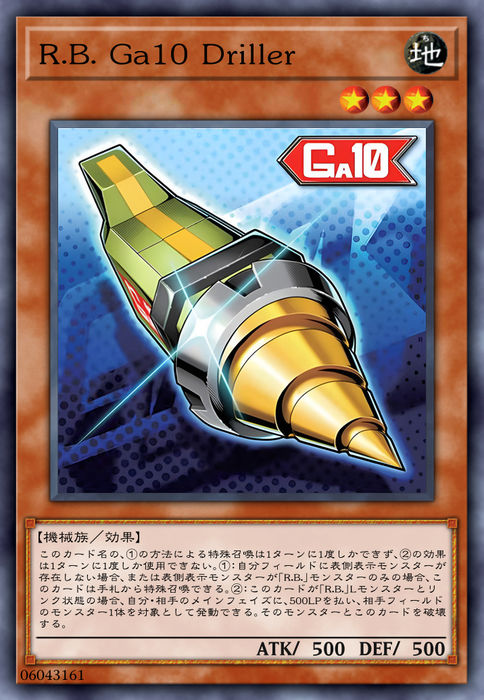 R.B. Ga10 Driller
ち
地
GA10
【機械族／効果】
このカード名の、①の方法による特殊召喚は1ターンに1度しかできず、②の効果
は1ターンに1度しか使用できない。①：自分フィールドに表側表示モンスターが
存在しない場合、または表側表示モンスターが「R.B.」モンスターのみの場合、こ
のカードは手札から特殊召喚できる。②：このカードが「R.B.」Lモンスターとリ
ンク状態の場合、自分・相手のメインフェイズに、500LPを払い、相手フィールド
のモンスター1体を対象として発動できる。そのモンスターとこのカードを破壊
する。
ATK/ 500 DEF/ 500
06043161